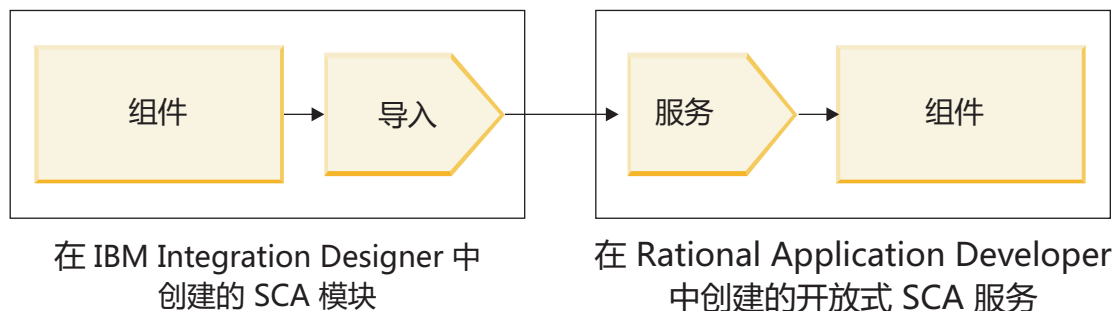 组件
导入
服务
组件
在 IBM Integration Designer 中
创建的 SCA 模块
在 Rational Application Developer
中创建的开放式 SCA 服务